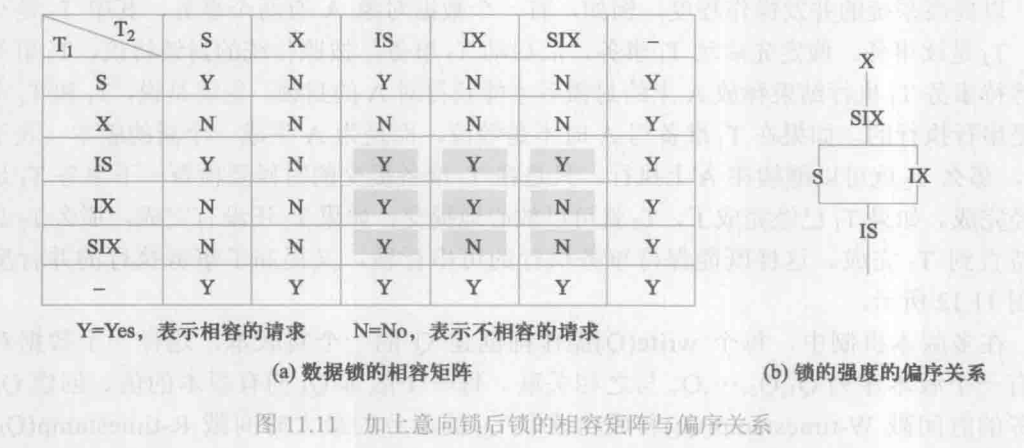 T₁ T₂ S X IS IX SIX –
S Y N Y N N Y
X N N N N N Y
IS Y N Y Y Y Y
IX N N Y Y N Y
SIX N N Y N N Y
– Y Y Y Y Y Y
Y=Yes，表示相容的请求 N=No，表示不相容的请求
(a) 数据锁的相容矩阵
X
SIX
S IX
IS
(b) 锁的强度的偏序关系
图 11.11 加上意向锁后锁的相容矩阵与偏序关系